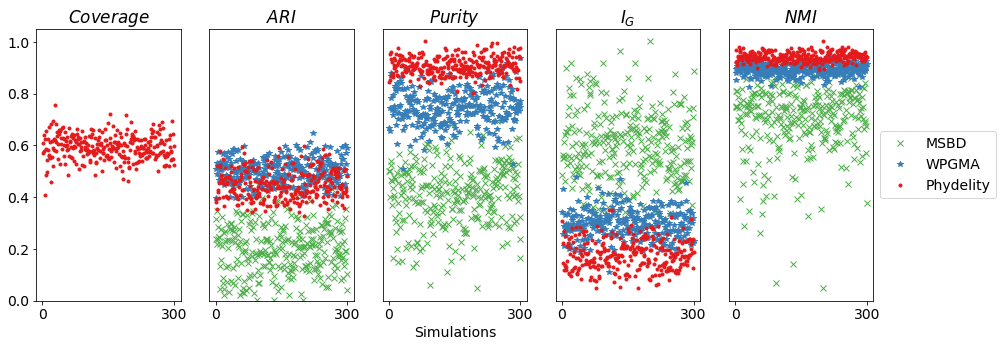 Coverage ARI Purity I_G NMI
1.0
0.8
0.6
0.4
0.2
0.0
MSBD
WPGMA
Phydelity
0 300 0 300 0 300 0 300 0 300
Simulations